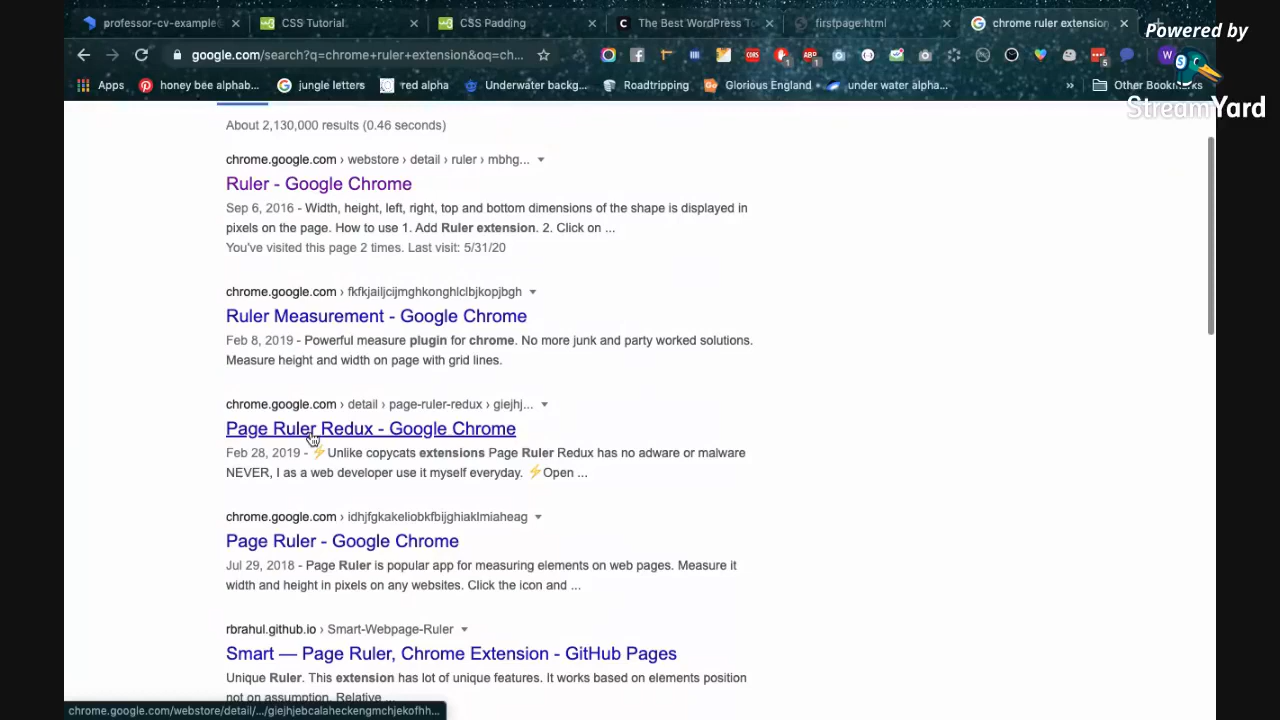 professor-cv-example
CSS Tutorial
CSS Padding
The Best WordPress To
firstpage.html
chrome ruler extension
Powered by
StreamYard
google.com/search?q=chrome+ruler+extension&oq=ch...
Apps
honey bee alphab...
jungle letters
red alpha
Underwater backg...
Roadtripping
Glorious England
under water alpha...
»
Other Bookmarks
About 2,130,000 results (0.46 seconds)
chrome.google.com › webstore › detail › ruler › mbhg...
Ruler - Google Chrome
Sep 6, 2016 - Width, height, left, right, top and bottom dimensions of the shape is displayed in
pixels on the page. How to use 1. Add Ruler extension. 2. Click on ...
You've visited this page 2 times. Last visit: 5/31/20
chrome.google.com › fkfkjailjcijmghkonghlclbjkopjbgh
Ruler Measurement - Google Chrome
Feb 8, 2019 - Powerful measure plugin for chrome. No more junk and party worked solutions.
Measure height and width on page with grid lines.
chrome.google.com › detail › page-ruler-redux › giejhj...
Page Ruler Redux - Google Chrome
Feb 28, 2019 - ⚡Unlike copycats extensions Page Ruler Redux has no adware or malware
NEVER, I as a web developer use it myself everyday. ⚡Open ...
chrome.google.com › idhjfgkakeliobkfbijghiaklmiaheag
Page Ruler - Google Chrome
Jul 29, 2018 - Page Ruler is popular app for measuring elements on web pages. Measure it
width and height in pixels on any websites. Click the icon and ...
rbrahul.github.io › Smart-Webpage-Ruler
Smart — Page Ruler, Chrome Extension - GitHub Pages
Unique Ruler. This extension has lot of unique features. It works based on elements position
not on assumption. Relative ...
chrome.google.com/webstore/detail/.../giejhjebcalaheckengmchjekofhh...